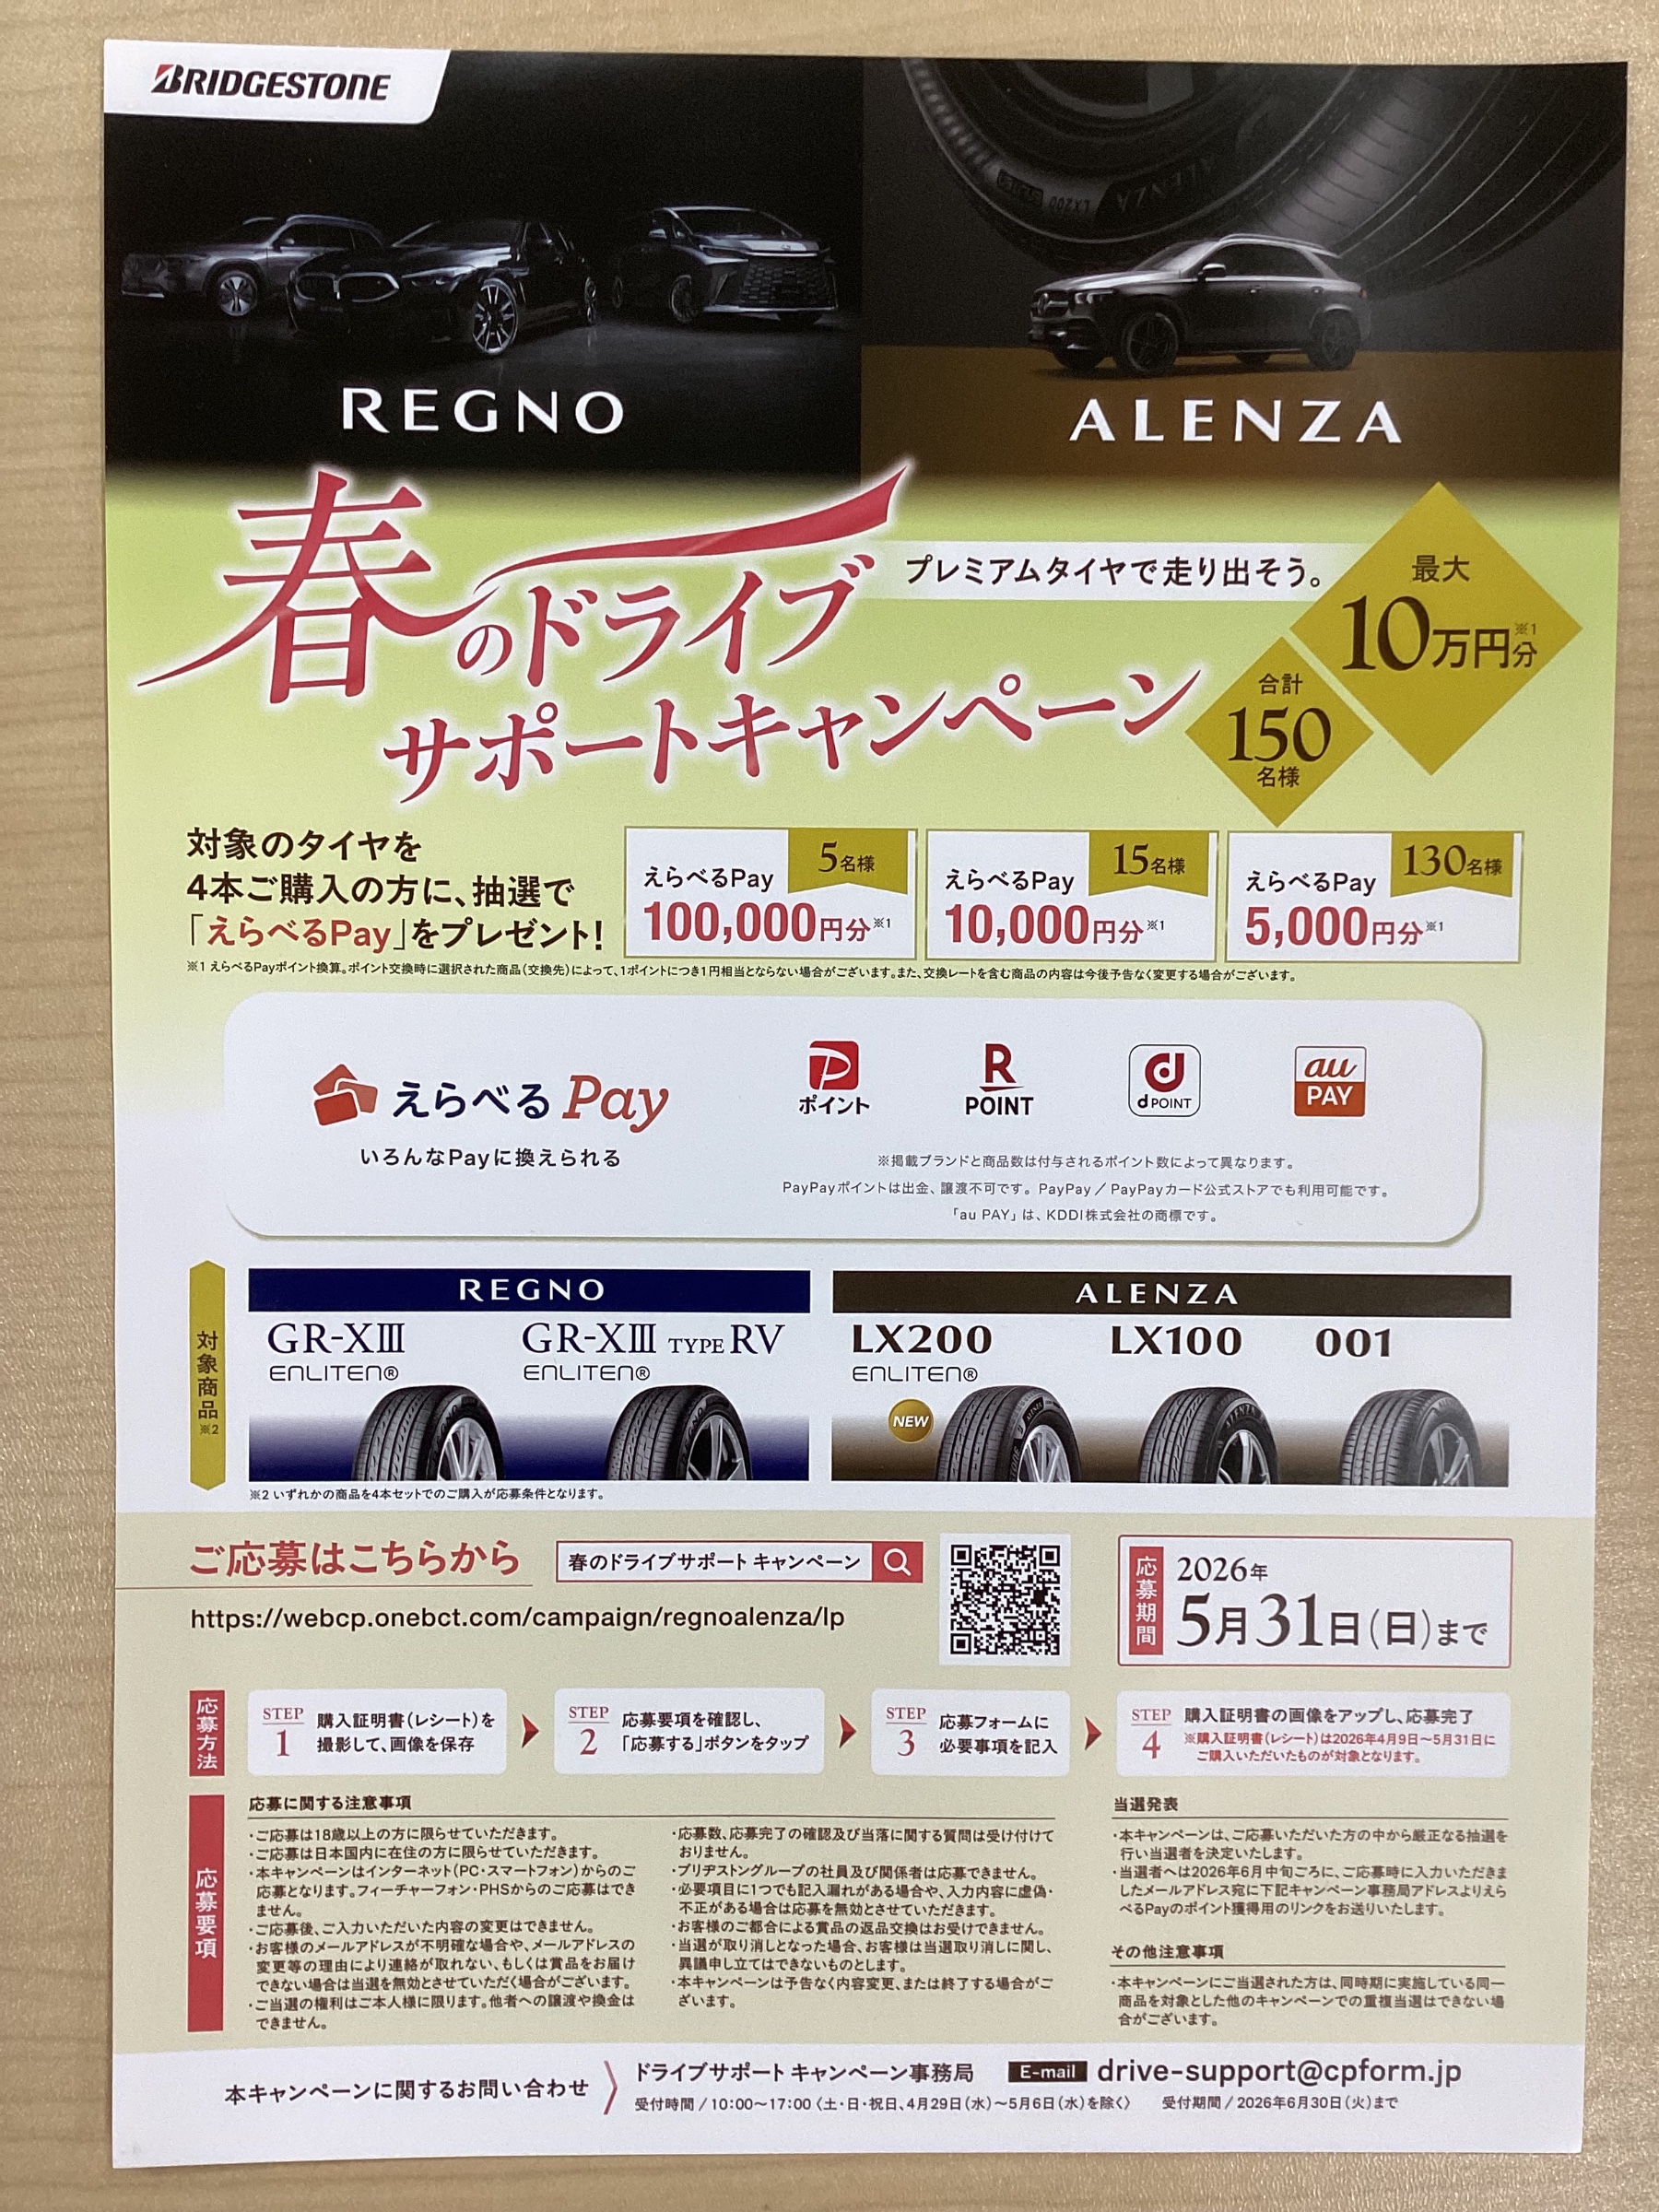 BRIDGESTONE
REGNO
ALENZA
LX200
ALENZA
春のドライブ
サポートキャンペーン
プレミアムタイヤで走り出そう。
最大
10万円分※1
合計
150
名様
対象のタイヤを
4本ご購入の方に、抽選で
「えらべるPay」をプレゼント!
えらべるPay
5名様
100,000円分※1
えらべるPay
15名様
10,000円分※1
えらべるPay
130名様
5,000円分※1
※1 えらべるPayポイント換算。ポイント交換時に選択された商品(交換先)によって、1ポイントにつき1円相当とならない場合がございます。また、交換レートを含む商品の内容は今後予告なく変更する場合がございます。
えらべるPay
いろんなPayに換えられる
P
ポイント
R
POINT
d
d POINT
au
PAY
※掲載ブランドと商品数は付与されるポイント数によって異なります。
PayPayポイントは出金、譲渡不可です。PayPay/PayPayカード公式ストアでも利用可能です。
「au PAY」は、KDDI株式会社の商標です。
対象商品※2
REGNO
GR-XⅢ
ENLITEN®
GR-XⅢ TYPE RV
ENLITEN®
ALENZA
LX200
ENLITEN®
NEW
LX100
001
※2 いずれかの商品を4本セットでのご購入が応募条件となります。
ご応募はこちらから
春のドライブサポート キャンペーン
https://webcp.onebct.com/campaign/regnoalenza/lp
応募期間
2026年
5月31日(日)まで
応募方法
STEP
1
購入証明書(レシート)を
撮影して、画像を保存
STEP
2
応募要項を確認し、
「応募する」ボタンをタップ
STEP
3
応募フォームに
必要事項を記入
STEP
4
購入証明書の画像をアップし、応募完了
※購入証明書(レシート)は2026年4月9日〜5月31日に
ご購入いただいたものが対象となります。
応募要項
応募に関する注意事項
・ご応募は18歳以上の方に限らせていただきます。
・ご応募は日本国内に在住の方に限らせていただきます。
・本キャンペーンはインターネット(PC・スマートフォン)からのご
応募となります。フィーチャーフォン・PHSからのご応募はでき
ません。
・ご応募後、ご入力いただいた内容の変更はできません。
・お客様のメールアドレスが不明確な場合や、メールアドレスの
変更等の理由により連絡が取れない、もしくは賞品をお届け
できない場合は当選を無効とさせていただく場合がございます。
・ご当選の権利はご本人様に限ります。他者への譲渡や換金は
できません。
・応募数、応募完了の確認及び当落に関する質問は受け付けて
おりません。
・ブリヂストングループの社員及び関係者は応募できません。
・必要項目に1つでも記入漏れがある場合や、入力内容に虚偽・
不正がある場合は応募を無効とさせていただきます。
・お客様のご都合による賞品の返品交換はお受けできません。
・当選が取り消しとなった場合、お客様は当選取り消しに関し、
異議申し立てはできないものとします。
・本キャンペーンは予告なく内容変更、または終了する場合がご
ざいます。
当選発表
・本キャンペーンは、ご応募いただいた方の中から厳正なる抽選を
行い当選者を決定いたします。
・当選者へは2026年6月中旬ごろに、ご応募時に入力いただきま
したメールアドレス宛に下記キャンペーン事務局アドレスよりえら
べるPayのポイント獲得用のリンクをお送りいたします。
その他注意事項
・本キャンペーンにご当選された方は、同時期に実施している同一
商品を対象とした他のキャンペーンでの重複当選はできない場
合がございます。
本キャンペーンに関するお問い合わせ
ドライブサポート キャンペーン事務局 E-mail drive-support@cpform.jp
受付時間 / 10:00〜17:00〈土・日・祝日、4月29日(水)〜5月6日(水)を除く〉 受付期間 / 2026年6月30日(火)まで